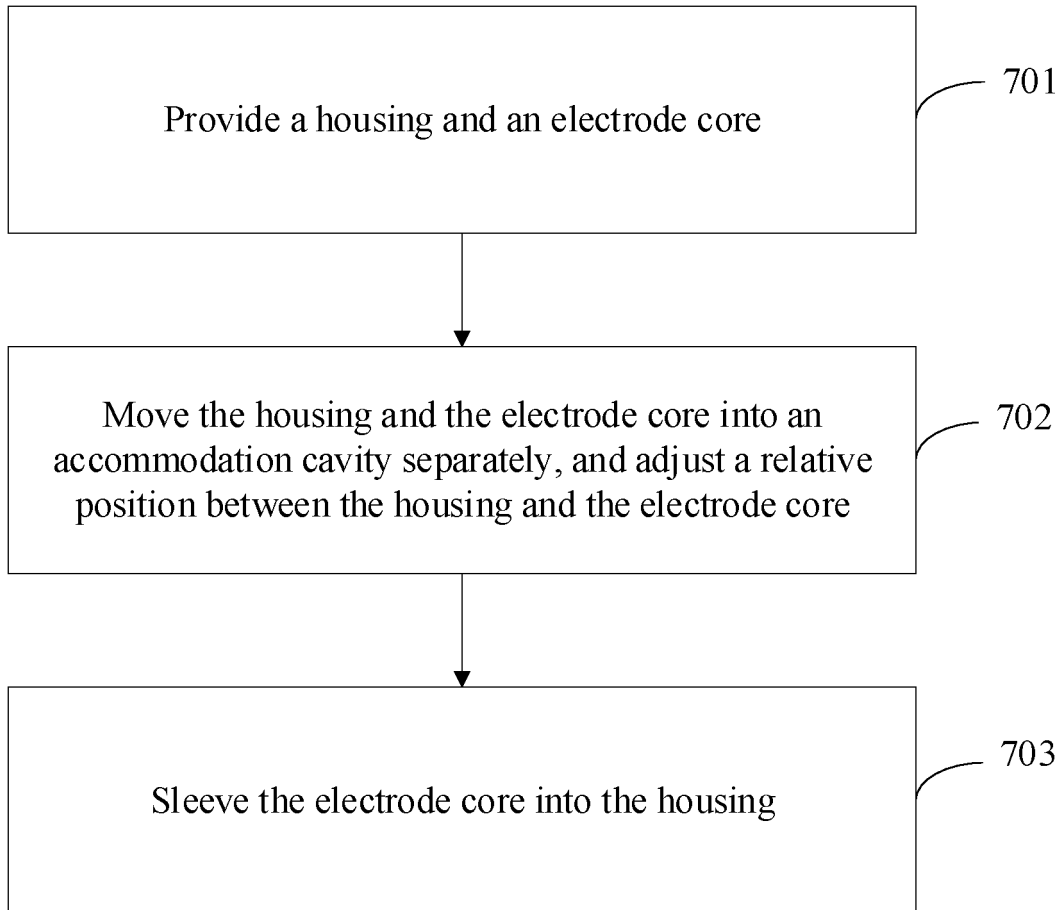 Provide a housing and an electrode core
701
Move the housing and the electrode core into an
accommodation cavity separately, and adjust a relative
position between the housing and the electrode core
702
Sleeve the electrode core into the housing
703